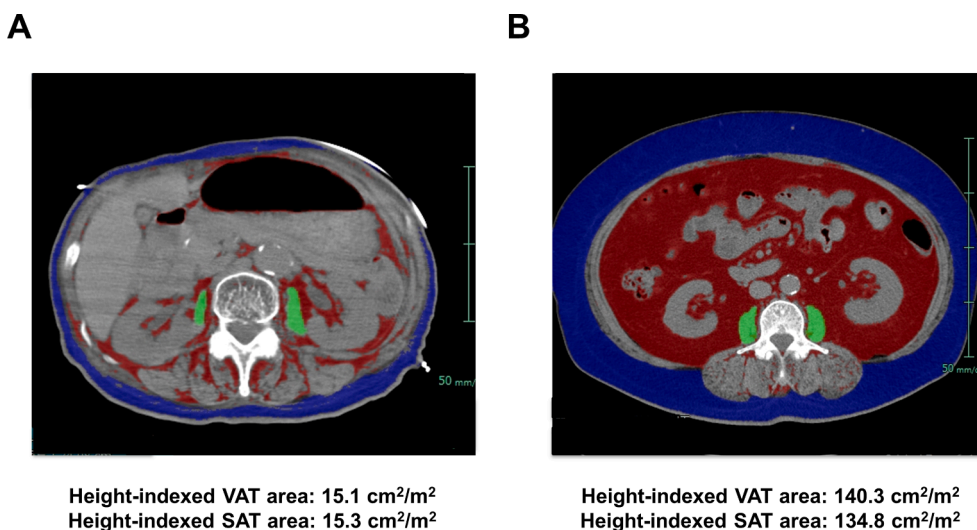 A
B
50 mm/
50 mm/
Height-indexed VAT area: 15.1 cm²/m²
Height-indexed SAT area: 15.3 cm²/m²
Height-indexed VAT area: 140.3 cm²/m²
Height-indexed SAT area: 134.8 cm²/m²